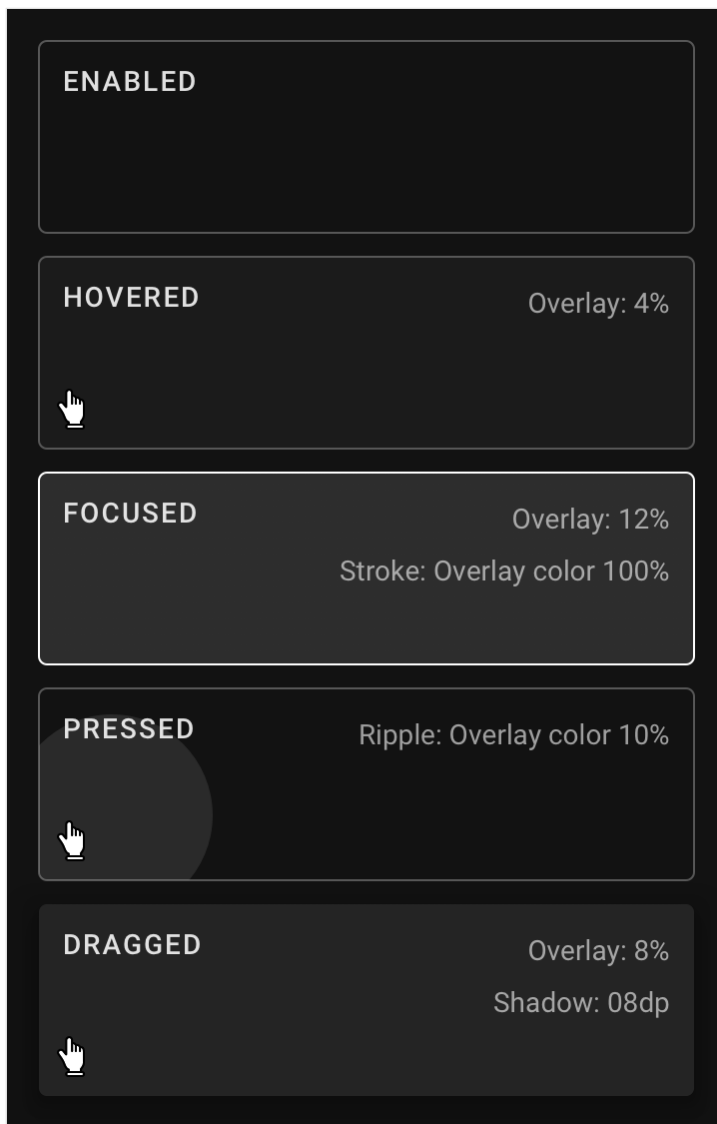 ENABLED
HOVERED
Overlay: 4%
FOCUSED
Overlay: 12%
Stroke: Overlay color 100%
PRESSED
Ripple: Overlay color 10%
DRAGGED
Overlay: 8%
Shadow: 08dp